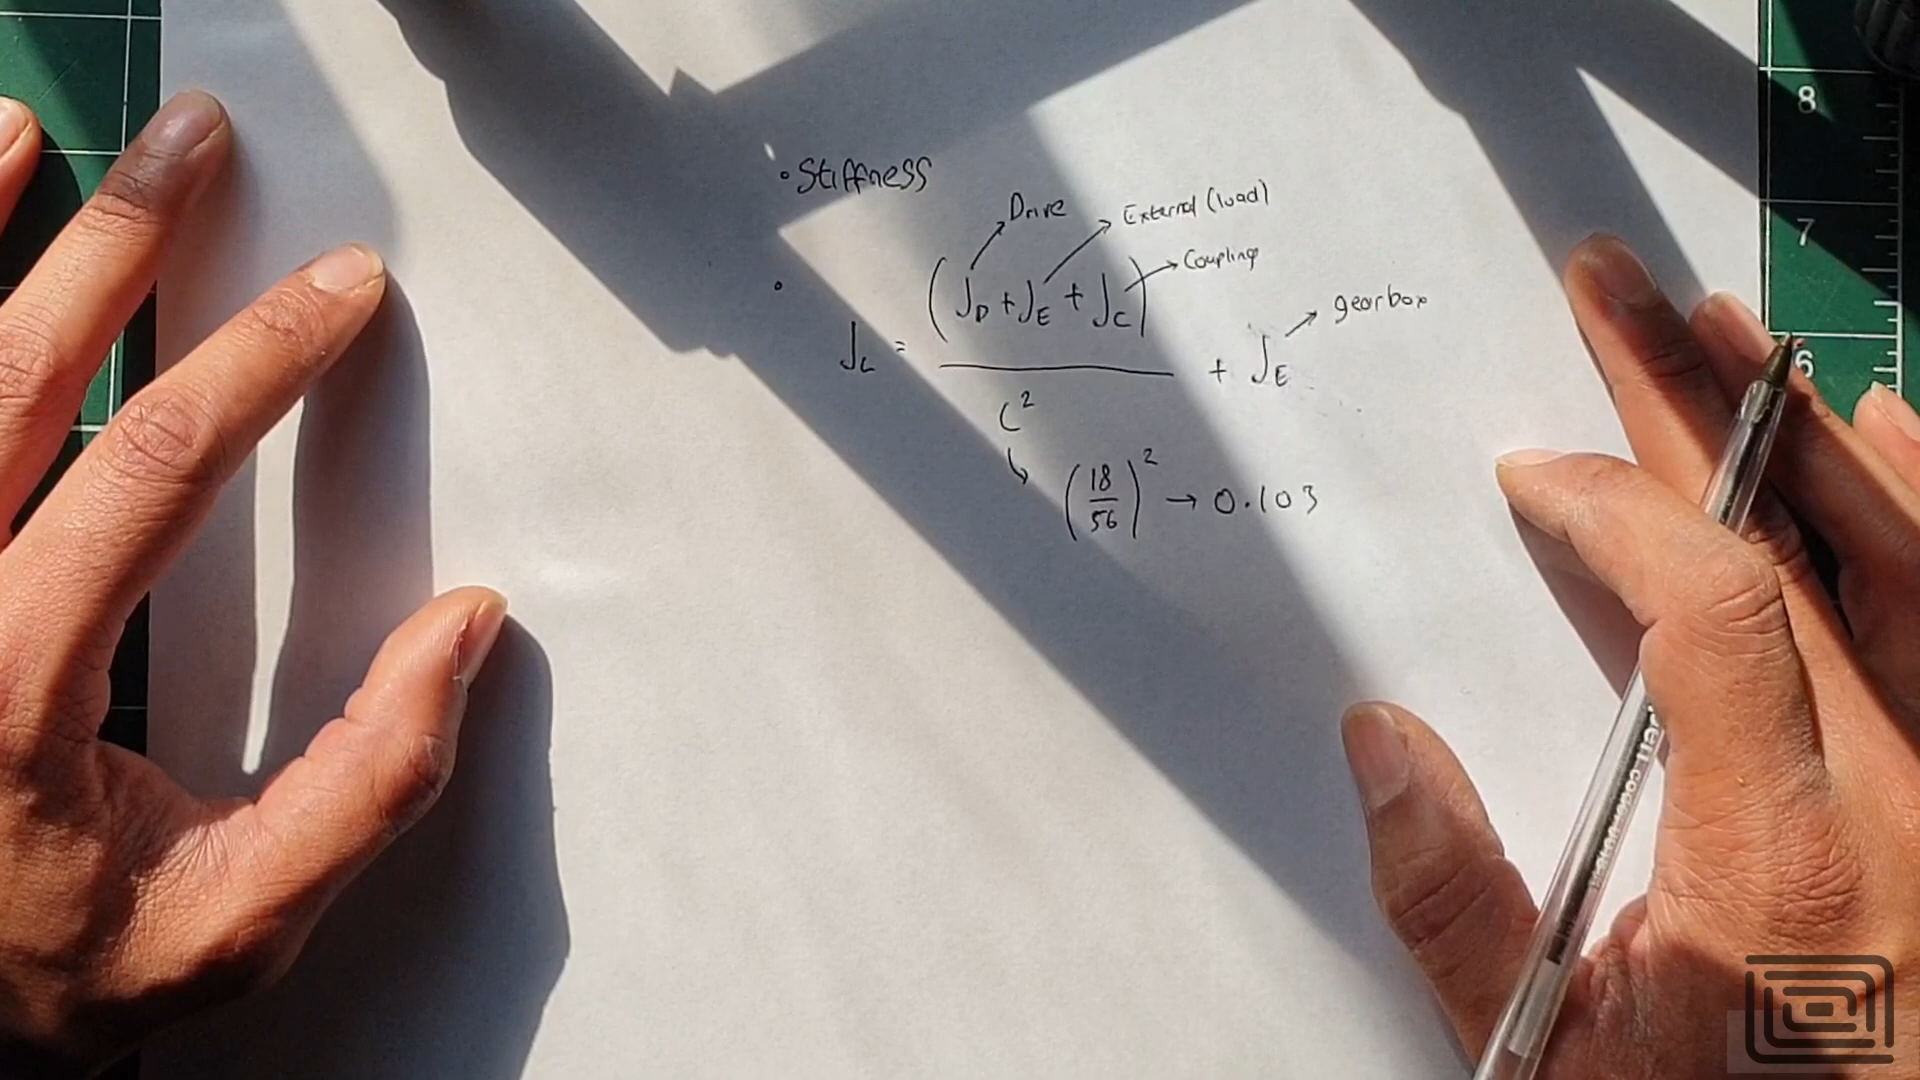 • Stiffness
Drive
External (load)
Coupling
•
J_L = (J_D + J_E + J_C) / C² + J_E
gearbox
(18/56)² → 0.103
8
7
6